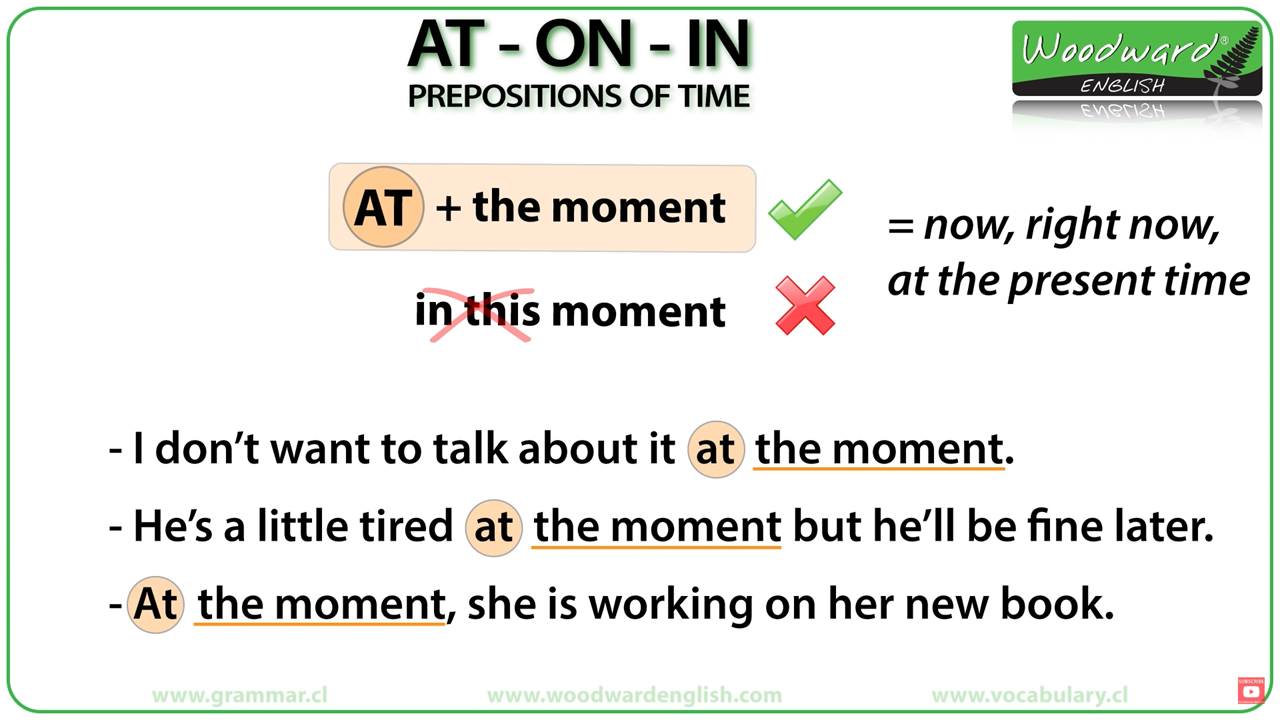 AT - ON - IN
PREPOSITIONS OF TIME
Woodward®
ENGLISH
AT + the moment
= now, right now,
at the present time
in this moment
- I don’t want to talk about it at the moment.
- He’s a little tired at the moment but he’ll be fine later.
- At the moment, she is working on her new book.
www.grammar.cl
www.woodwardenglish.com
www.vocabulary.cl
SUBSCRIBE